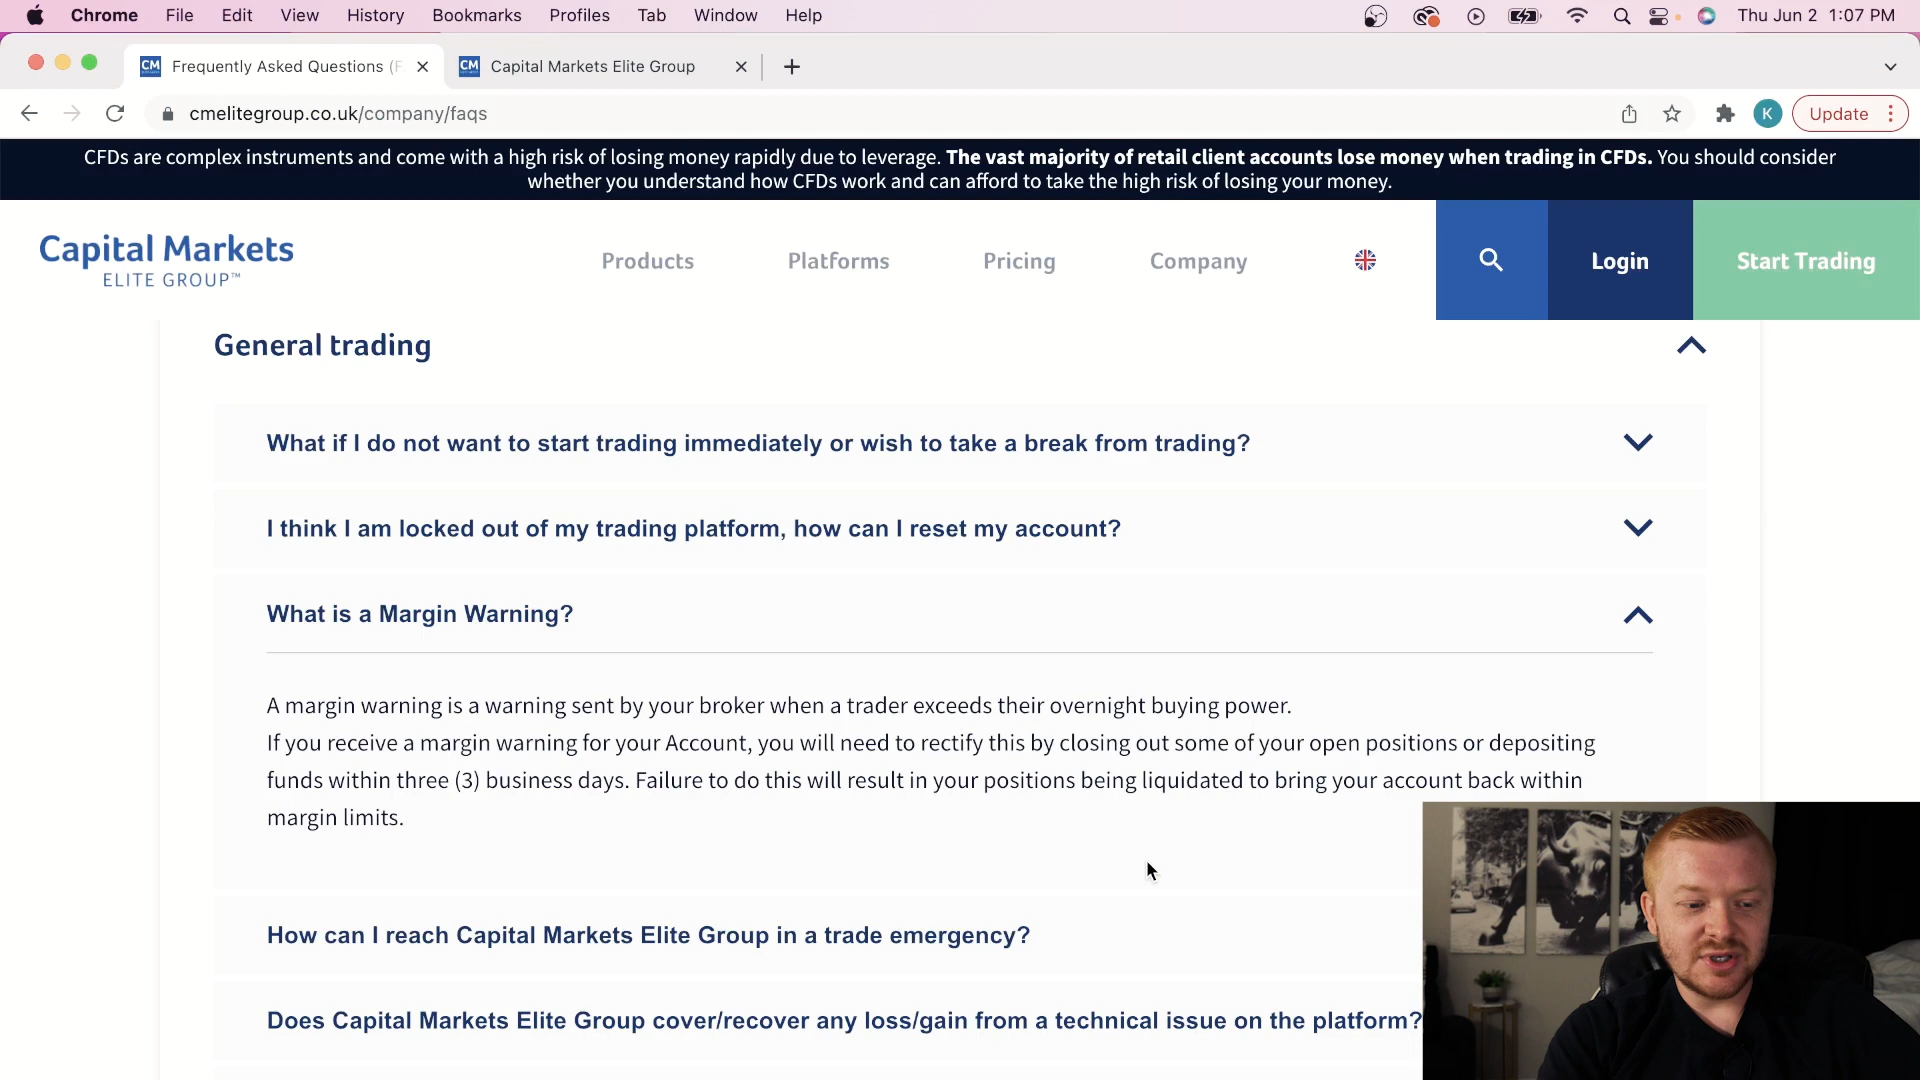 Chrome File Edit View History Bookmarks Profiles Tab Window Help Thu Jun 2 1:07 PM
CM Frequently Asked Questions (F CM Capital Markets Elite Group
cmelitegroup.co.uk/company/faqs K Update
CFDs are complex instruments and come with a high risk of losing money rapidly due to leverage. The vast majority of retail client accounts lose money when trading in CFDs. You should consider
whether you understand how CFDs work and can afford to take the high risk of losing your money.
Capital Markets
ELITE GROUP™
Products Platforms Pricing Company Login Start Trading
General trading
What if I do not want to start trading immediately or wish to take a break from trading?
I think I am locked out of my trading platform, how can I reset my account?
What is a Margin Warning?
A margin warning is a warning sent by your broker when a trader exceeds their overnight buying power.
If you receive a margin warning for your Account, you will need to rectify this by closing out some of your open positions or depositing
funds within three (3) business days. Failure to do this will result in your positions being liquidated to bring your account back within
margin limits.
How can I reach Capital Markets Elite Group in a trade emergency?
Does Capital Markets Elite Group cover/recover any loss/gain from a technical issue on the platform?